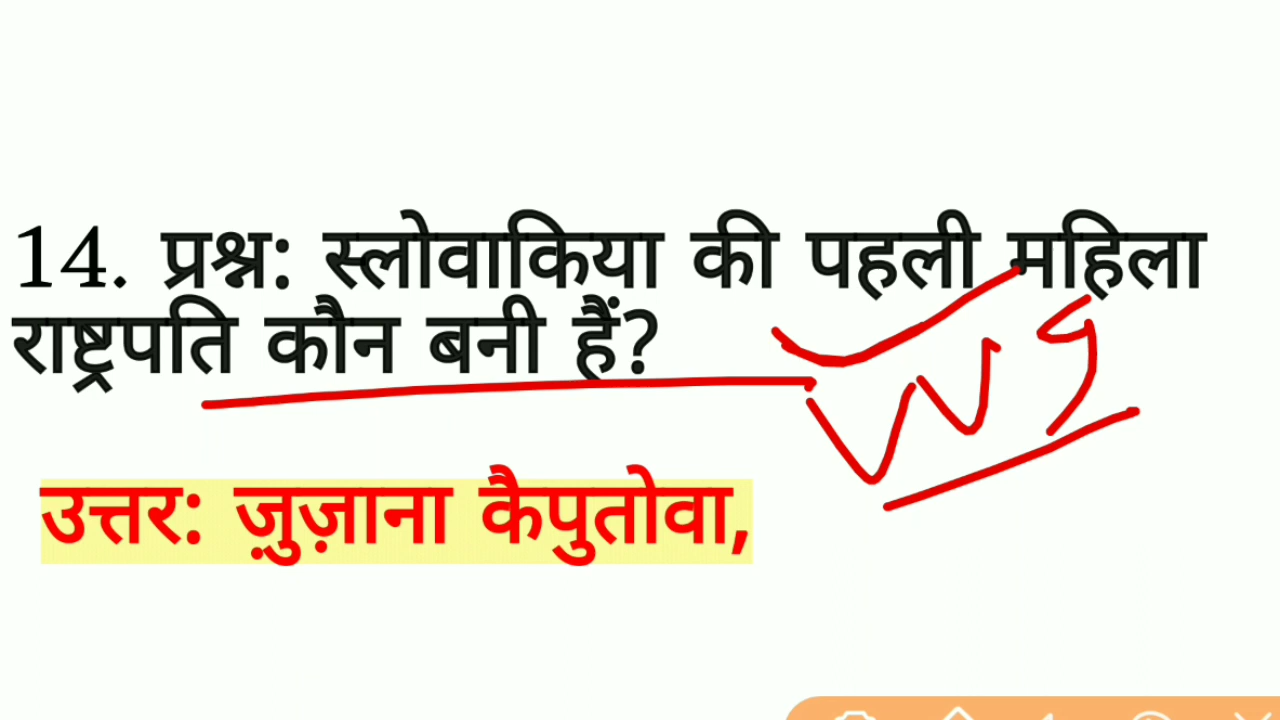 14. प्रश्न: स्लोवाकिया की पहली महिला
राष्ट्रपति कौन बनी हैं?
उत्तर: ज़ुज़ाना कैपुतोवा,